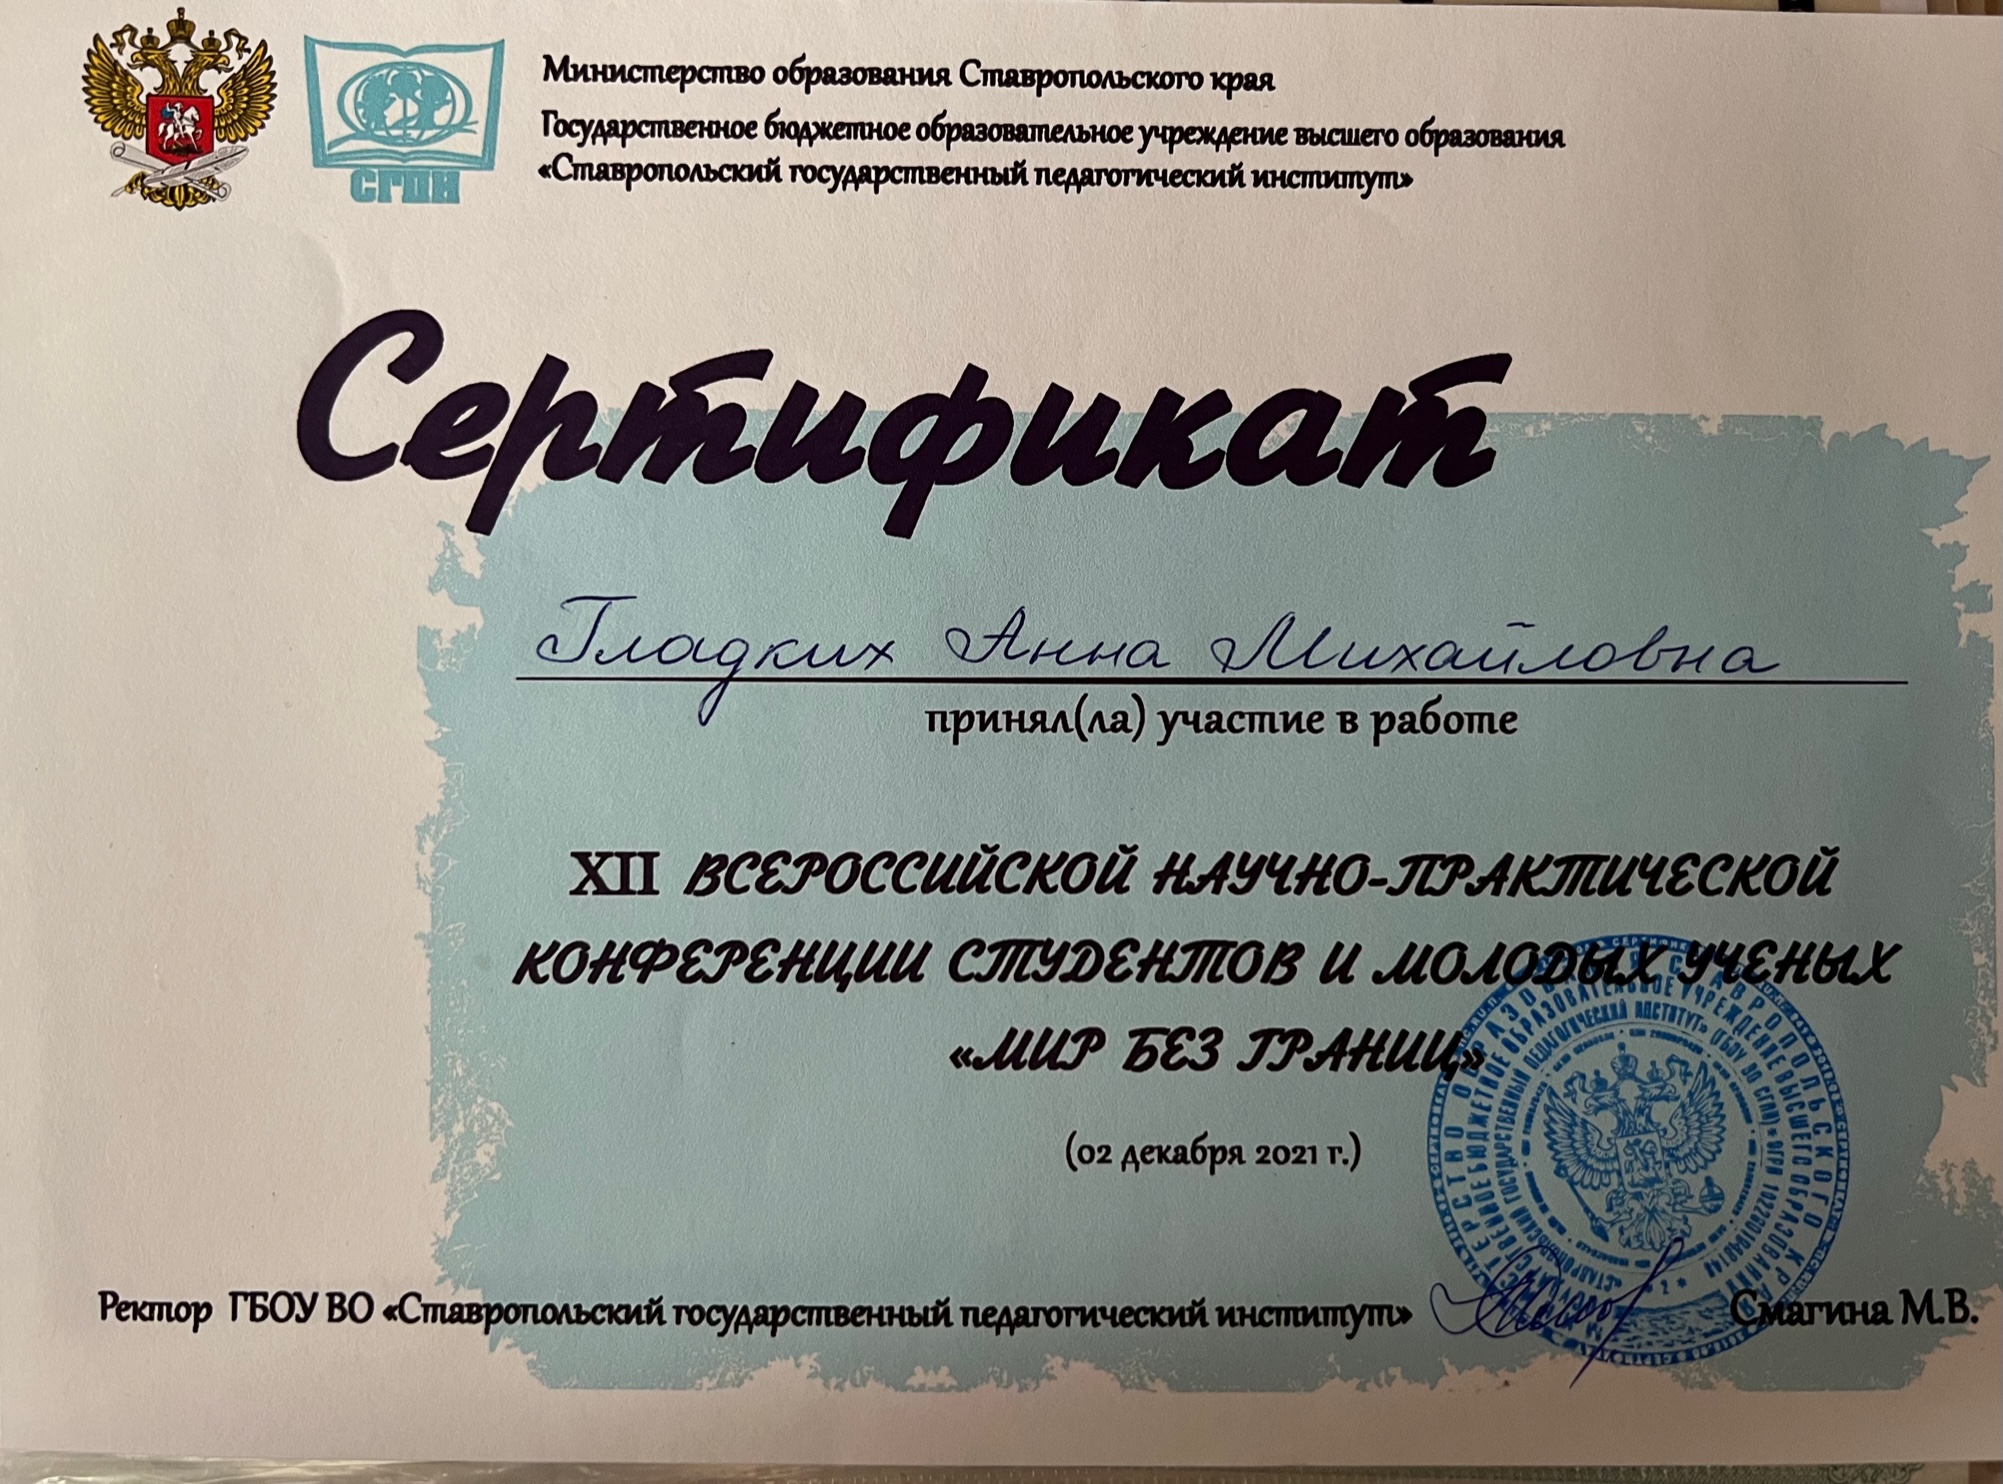 Министерство образования Ставропольского края
Государственное бюджетное образовательное учреждение высшего образования
«Ставропольский государственный педагогический институт»
СГПИ
Сертификат
Гладких Анна Михайловна
принял(ла) участие в работе
XII ВСЕРОССИЙСКОЙ НАУЧНО-ПРАКТИЧЕСКОЙ
КОНФЕРЕНЦИИ СТУДЕНТОВ И МОЛОДЫХ УЧЕНЫХ
«МИР БЕЗ ГРАНИЦ»
(02 декабря 2021 г.)
Ректор ГБОУ ВО «Ставропольский государственный педагогический институт»
Смагина М.В.